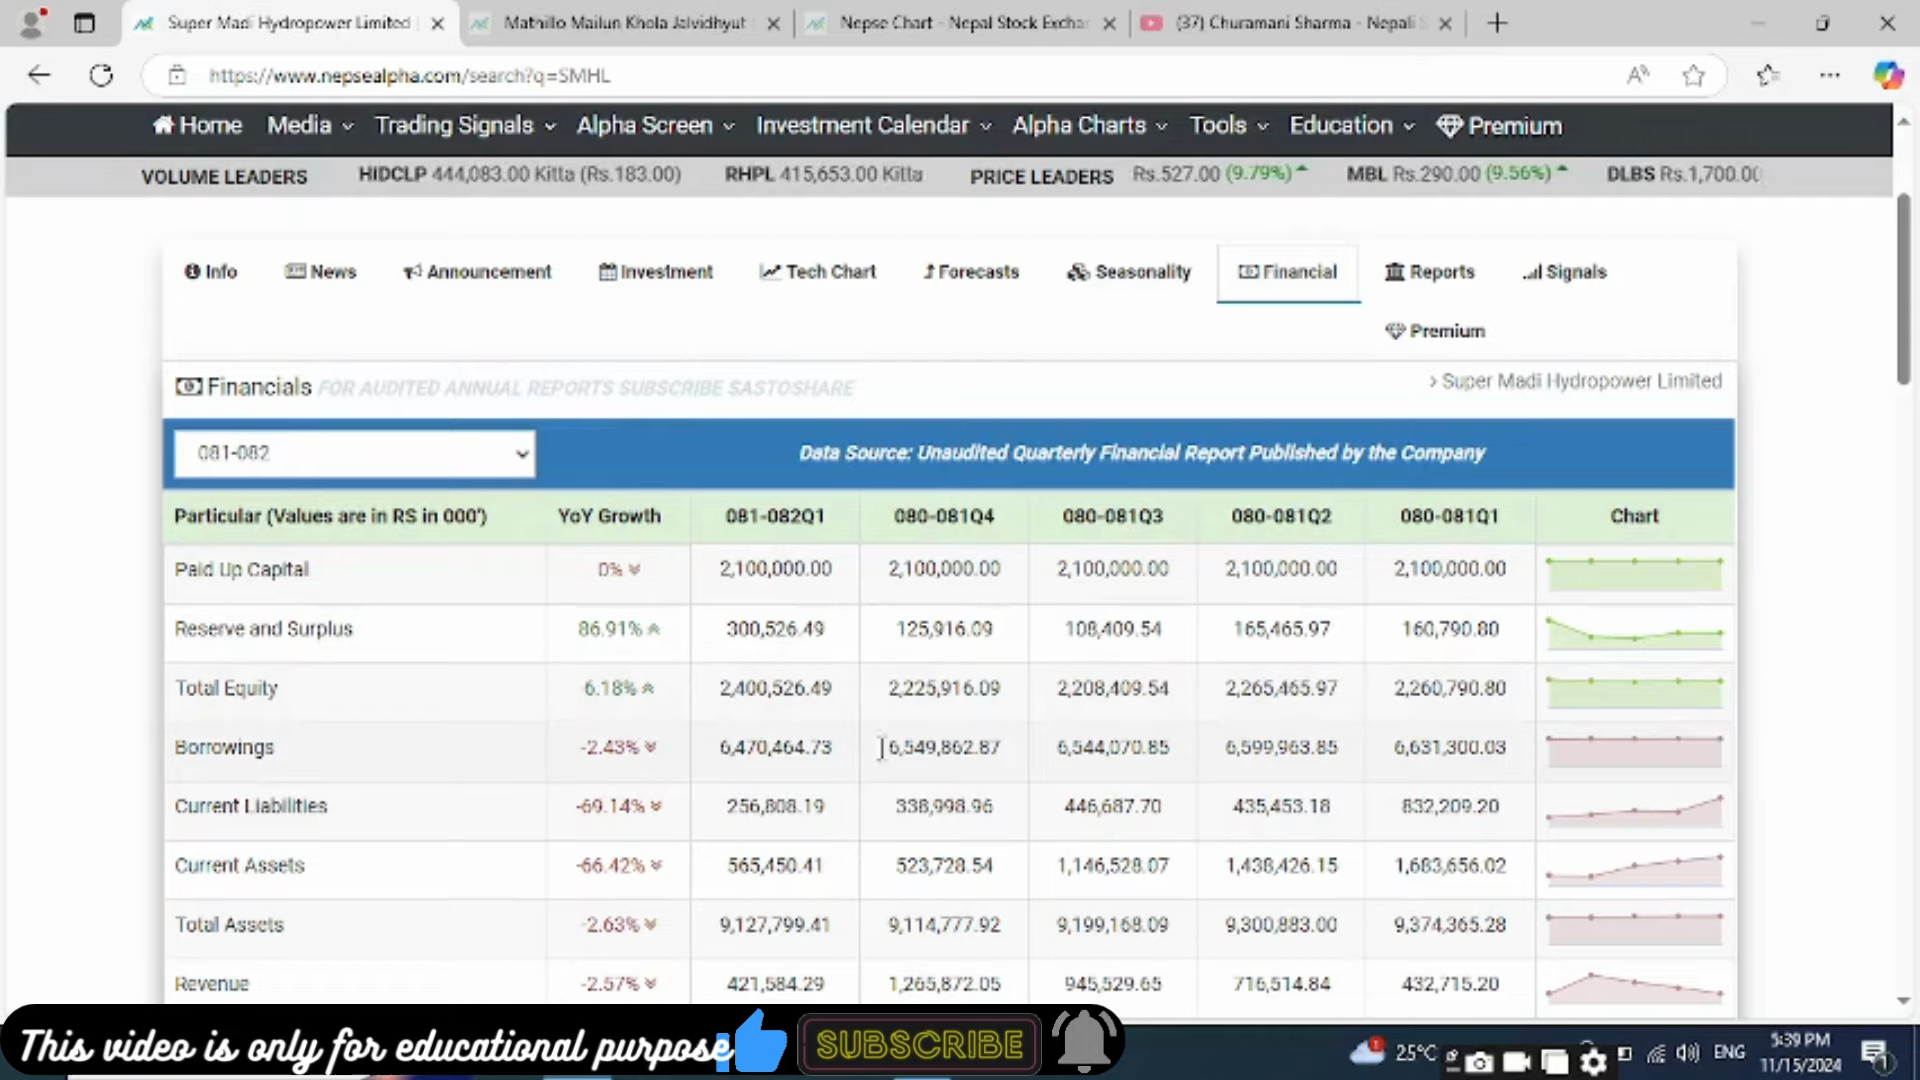 Super Madi Hydropower Limited
Mathillo Mailun Khola Jalvidhyut
Nepse Chart - Nepal Stock Excha
(37) Churamani Sharma - Nepali S
https://www.nepsealpha.com/search?q=SMHL
Home Media Trading Signals Alpha Screen Investment Calendar Alpha Charts Tools Education Premium
VOLUME LEADERS HIDCLP 444,083.00 Kitta (Rs.183.00) RHPL 415,653.00 Kitta PRICE LEADERS Rs.527.00 (9.79%) MBL Rs.290.00 (9.56%) DLBS Rs.1,700.00
Info News Announcement Investment Tech Chart Forecasts Seasonality Financial Reports Signals
Premium
Financials FOR AUDITED ANNUAL REPORTS SUBSCRIBE SASTOSHARE
> Super Madi Hydropower Limited
081-082 Data Source: Unaudited Quarterly Financial Report Published by the Company
Particular (Values are in RS in 000') YoY Growth 081-082Q1 080-081Q4 080-081Q3 080-081Q2 080-081Q1 Chart
Paid Up Capital 0% 2,100,000.00 2,100,000.00 2,100,000.00 2,100,000.00 2,100,000.00
Reserve and Surplus 86.91% 300,526.49 125,916.09 108,409.54 165,465.97 160,790.80
Total Equity 6.18% 2,400,526.49 2,225,916.09 2,208,409.54 2,265,465.97 2,260,790.80
Borrowings -2.43% 6,470,464.73 6,549,862.87 6,544,070.85 6,599,963.85 6,631,300.03
Current Liabilities -69.14% 256,808.19 338,998.96 446,687.70 435,453.18 832,209.20
Current Assets -66.42% 565,450.41 523,728.54 1,146,528.07 1,438,426.15 1,683,656.02
Total Assets -2.63% 9,127,799.41 9,114,777.92 9,199,168.09 9,300,883.00 9,374,365.28
Revenue -2.57% 421,584.29 1,265,872.05 945,529.65 716,514.84 432,715.20
This video is only for educational purpose
SUBSCRIBE
25°C
ENG
5:39 PM
11/15/2024